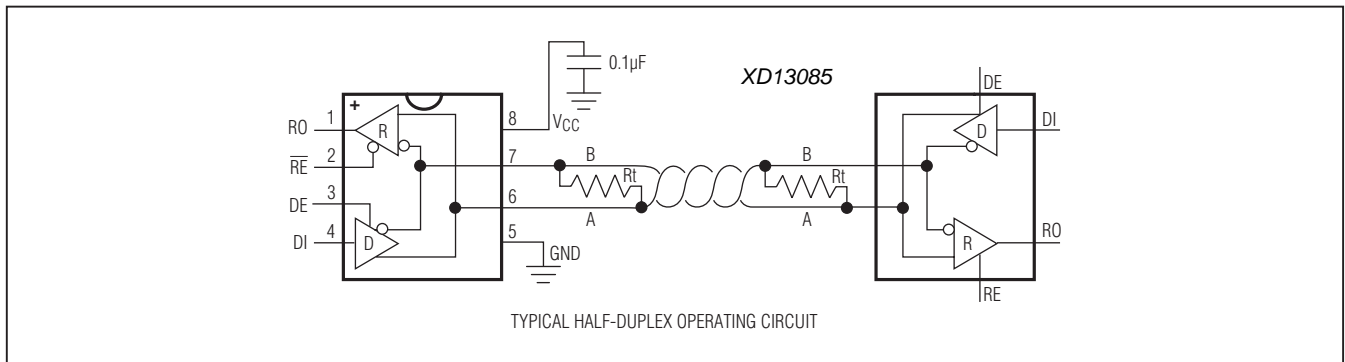 0.1µF
XD13085
DE
+
8
VCC
RO
1
R
D
DI
RE
2
7
B
Rt
B
Rt
DE
3
6
A
A
DI
4
D
5
GND
R
RO
RE
TYPICAL HALF-DUPLEX OPERATING CIRCUIT